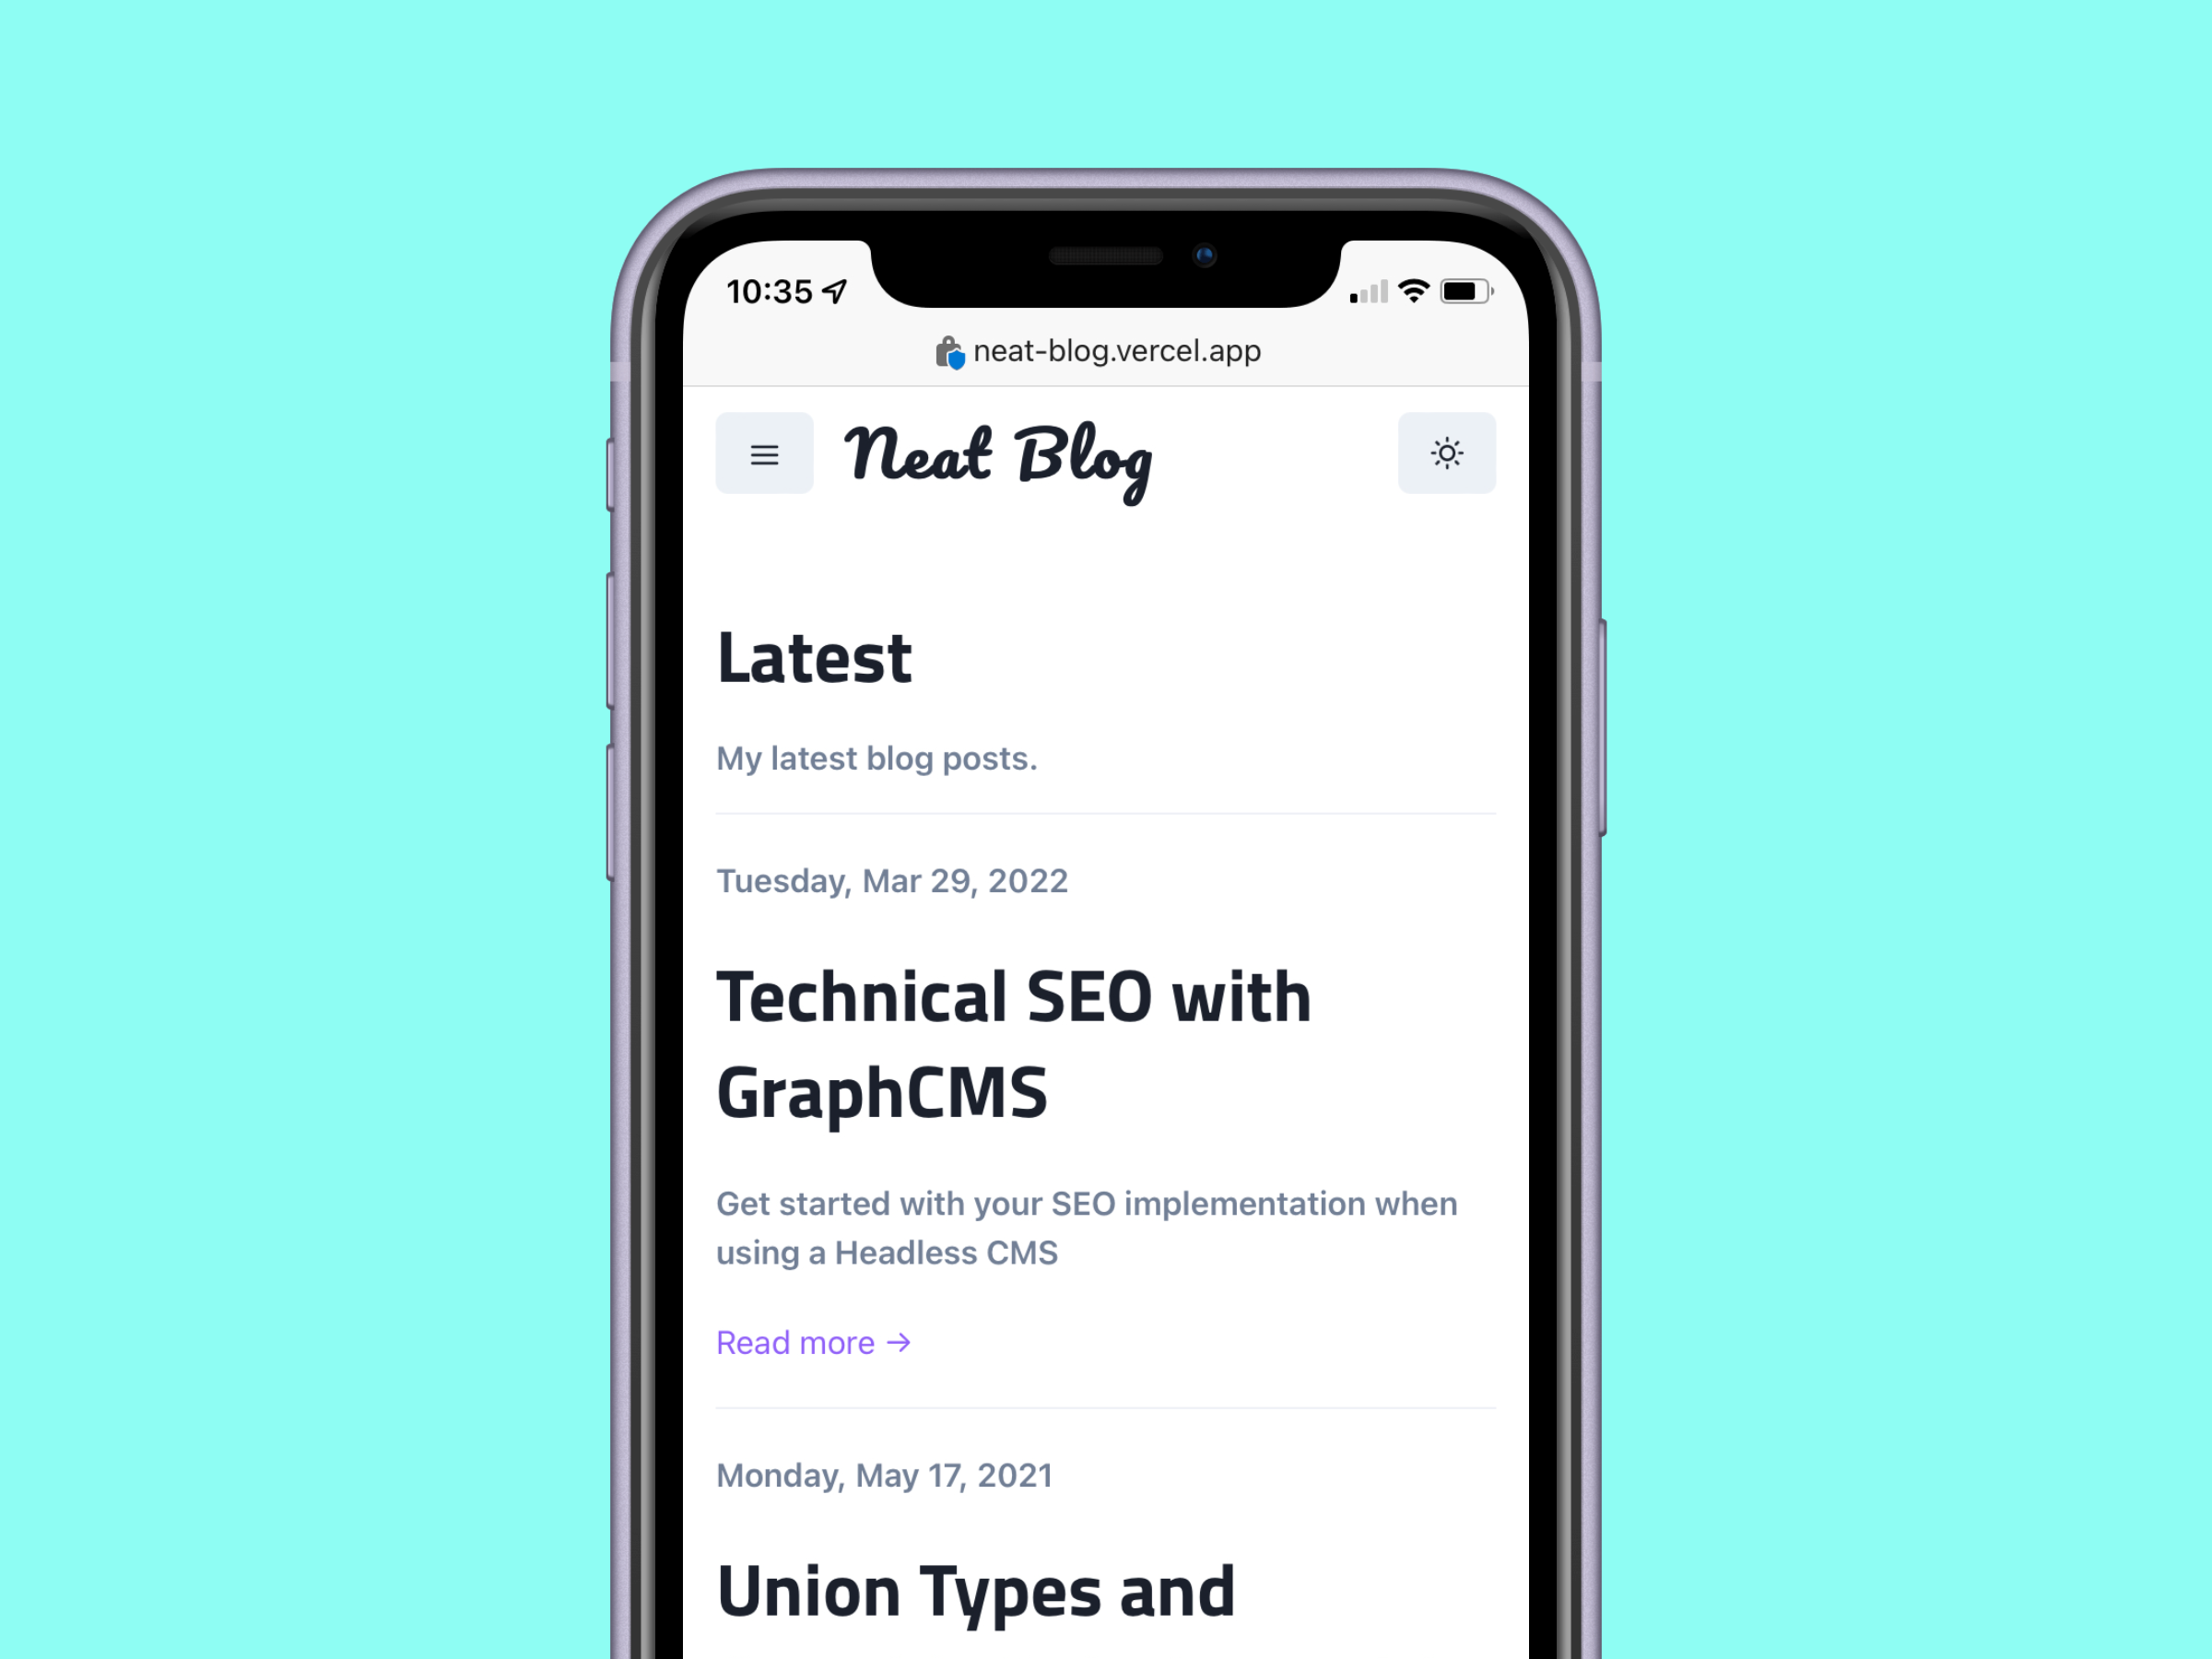 10:35
neat-blog.vercel.app
Neat Blog
Latest
My latest blog posts.
Tuesday, Mar 29, 2022
Technical SEO with
GraphCMS
Get started with your SEO implementation when
using a Headless CMS
Read more →
Monday, May 17, 2021
Union Types and